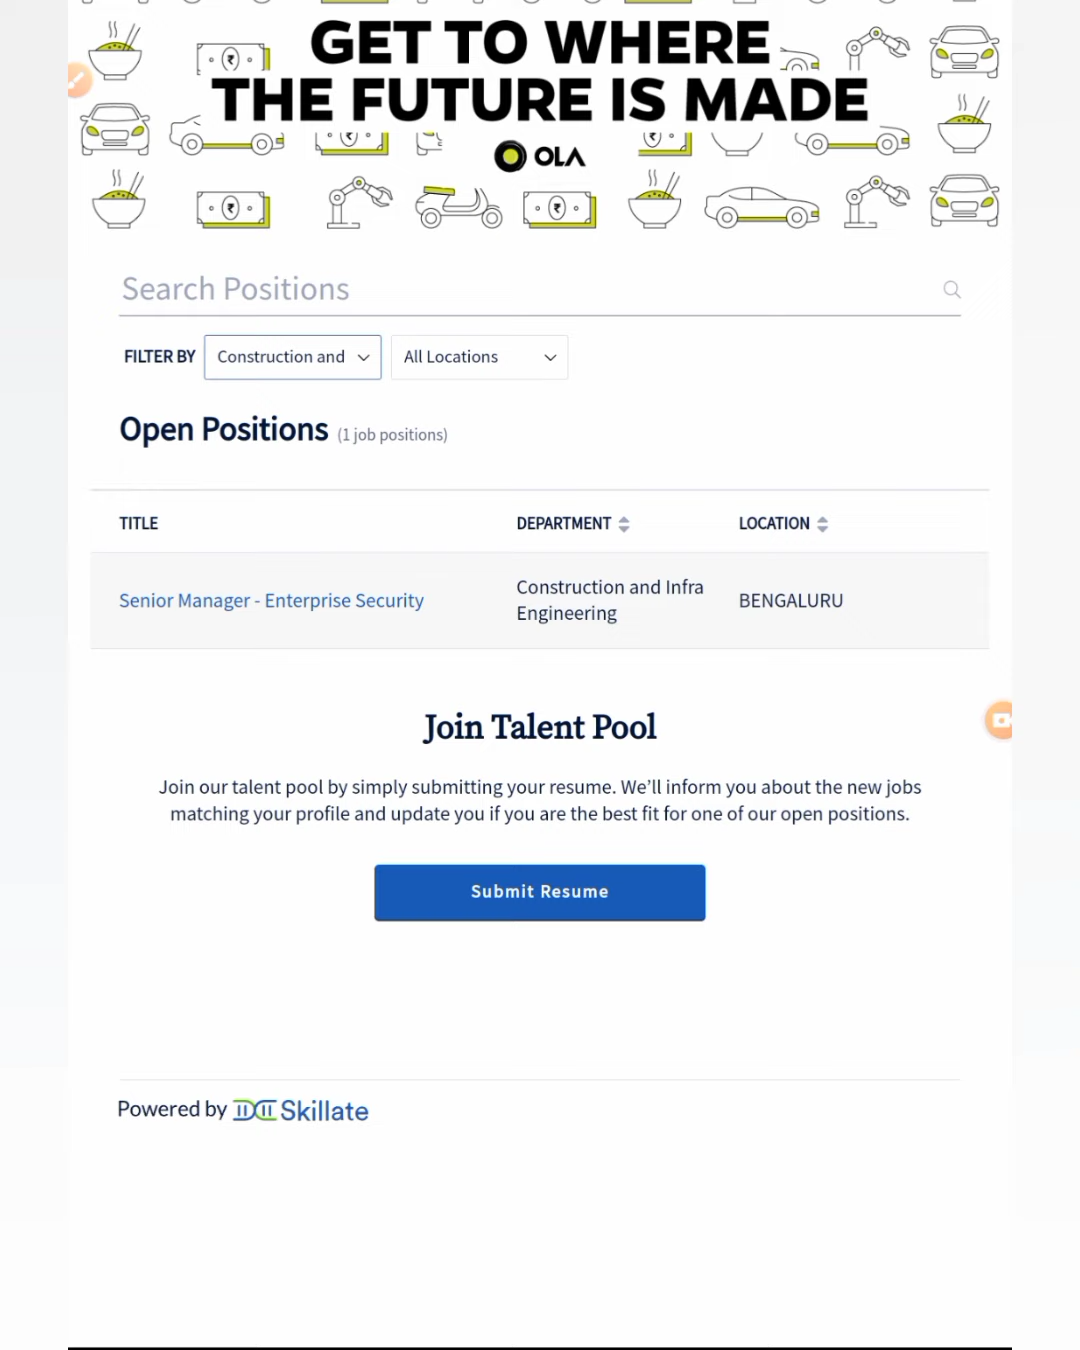 GET TO WHERE
THE FUTURE IS MADE
OLA
Search Positions
FILTER BY Construction and All Locations
Open Positions (1 job positions)
TITLE DEPARTMENT LOCATION
Senior Manager - Enterprise Security Construction and Infra Engineering BENGALURU
Join Talent Pool
Join our talent pool by simply submitting your resume. We’ll inform you about the new jobs
matching your profile and update you if you are the best fit for one of our open positions.
Submit Resume
Powered by Skillate